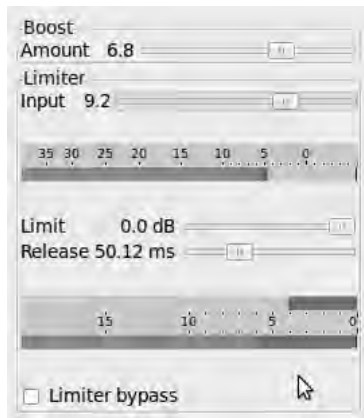 Boost
Amount 6.8
Limiter
Input 9.2
35 30 25 20 15 10 5 0
Limit 0.0 dB
Release 50.12 ms
15 10 5 0
Limiter bypass